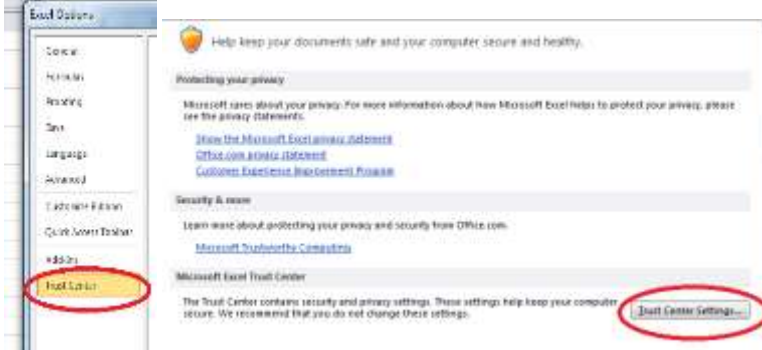 Excel Options
General
Formulas
Proofing
Save
Language
Advanced
Customize Ribbon
Quick Access Toolbar
Add-Ins
Trust Center
Help keep your documents safe and your computer secure and healthy.
Protecting your privacy
Microsoft cares about your privacy. For more information about how Microsoft Excel helps to protect your privacy, please
see the privacy statements.
Show the Microsoft Excel privacy statement
Office.com privacy statement
Customer Experience Improvement Program
Security & more
Learn more about protecting your privacy and security from Office.com.
Microsoft Trustworthy Computing
Microsoft Excel Trust Center
The Trust Center contains security and privacy settings. These settings help keep your computer
secure. We recommend that you do not change these settings.
Trust Center Settings...